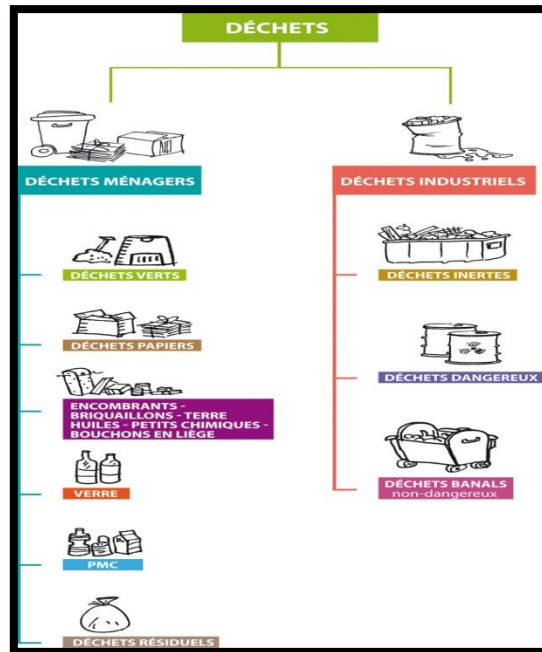 DÉCHETS
DÉCHETS MÉNAGERS
DÉCHETS VERTS
DÉCHETS PAPIERS
ENCOMBRANTS -
BRIQUAILLONS - TERRE
HUILES - PETITS CHIMIQUES -
BOUCHONS EN LIÈGE
VERRE
PMC
DÉCHETS RÉSIDUELS
DÉCHETS INDUSTRIELS
DÉCHETS INERTES
DÉCHETS DANGEREUX
DÉCHETS BANALS
non-dangereux